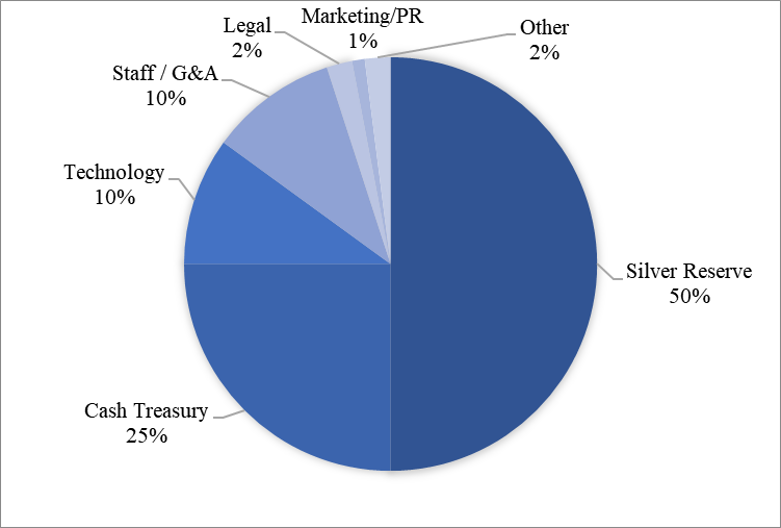 Marketing/PR
1%
Other
2%
Legal
2%
Staff / G&A
10%
Technology
10%
Silver Reserve
50%
Cash Treasury
25%